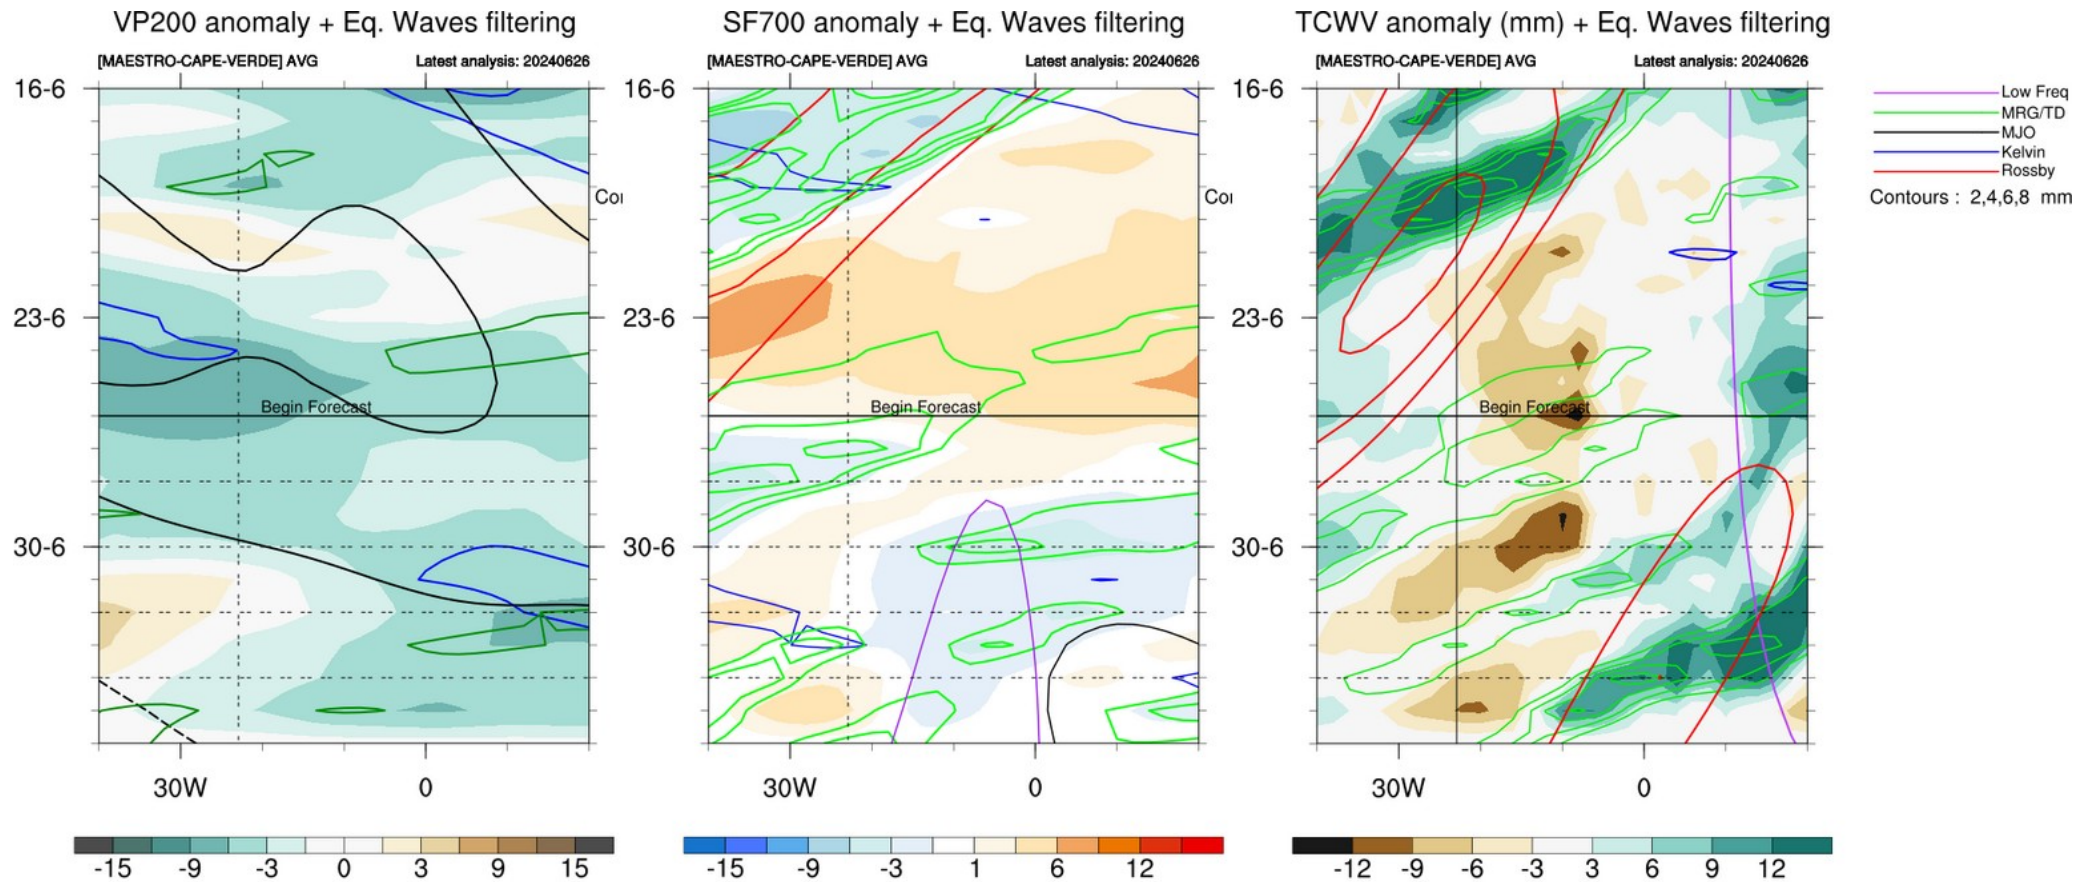 VP200 anomaly + Eq. Waves filtering
SF700 anomaly + Eq. Waves filtering
TCWV anomaly (mm) + Eq. Waves filtering
[MAESTRO-CAPE-VERDE] AVG
Latest analysis: 20240626
[MAESTRO-CAPE-VERDE] AVG
Latest analysis: 20240626
[MAESTRO-CAPE-VERDE] AVG
Latest analysis: 20240626
16-6
23-6
30-6
Begin Forecast
30W
0
Coı
16-6
23-6
30-6
Begin Forecast
30W
0
Coı
16-6
23-6
30-6
Begin Forecast
30W
0
Low Freq
MRG/TD
MJO
Kelvin
Rossby
Contours : 2,4,6,8 mm
-15 -9 -3 0 3 9 15
-15 -9 -3 1 6 12
-12 -9 -6 -3 3 6 9 12